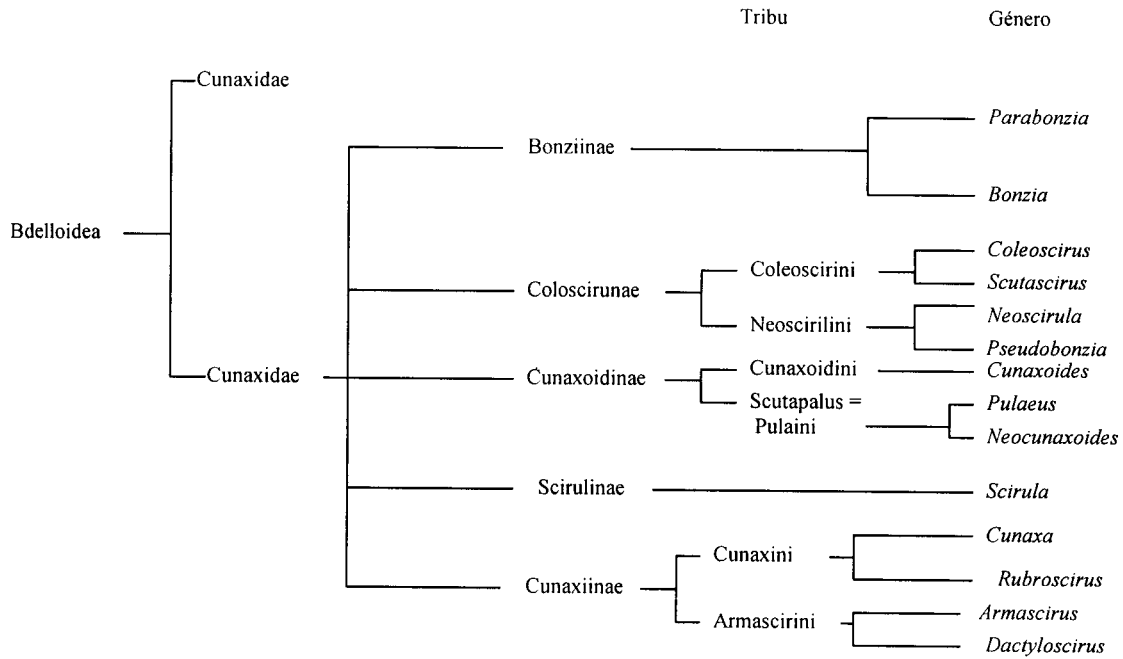 Tribu Género
Cunaxidae
Parabonzia
Bonziinae
Bonzia
Bdelloidea
Coleoscirus
Coleoscirini
Scutascirus
Coloscirunae
Neoscirula
Neoscirilini
Pseudobonzia
Cunaxidae
Cunaxoidinae
Cunaxoidini
Cunaxoides
Scutapalus =
Pulaini
Pulaeus
Neocunaxoides
Scirulinae
Scirula
Cunaxa
Cunaxini
Rubroscirus
Cunaxiinae
Armascirus
Armascirini
Dactyloscirus